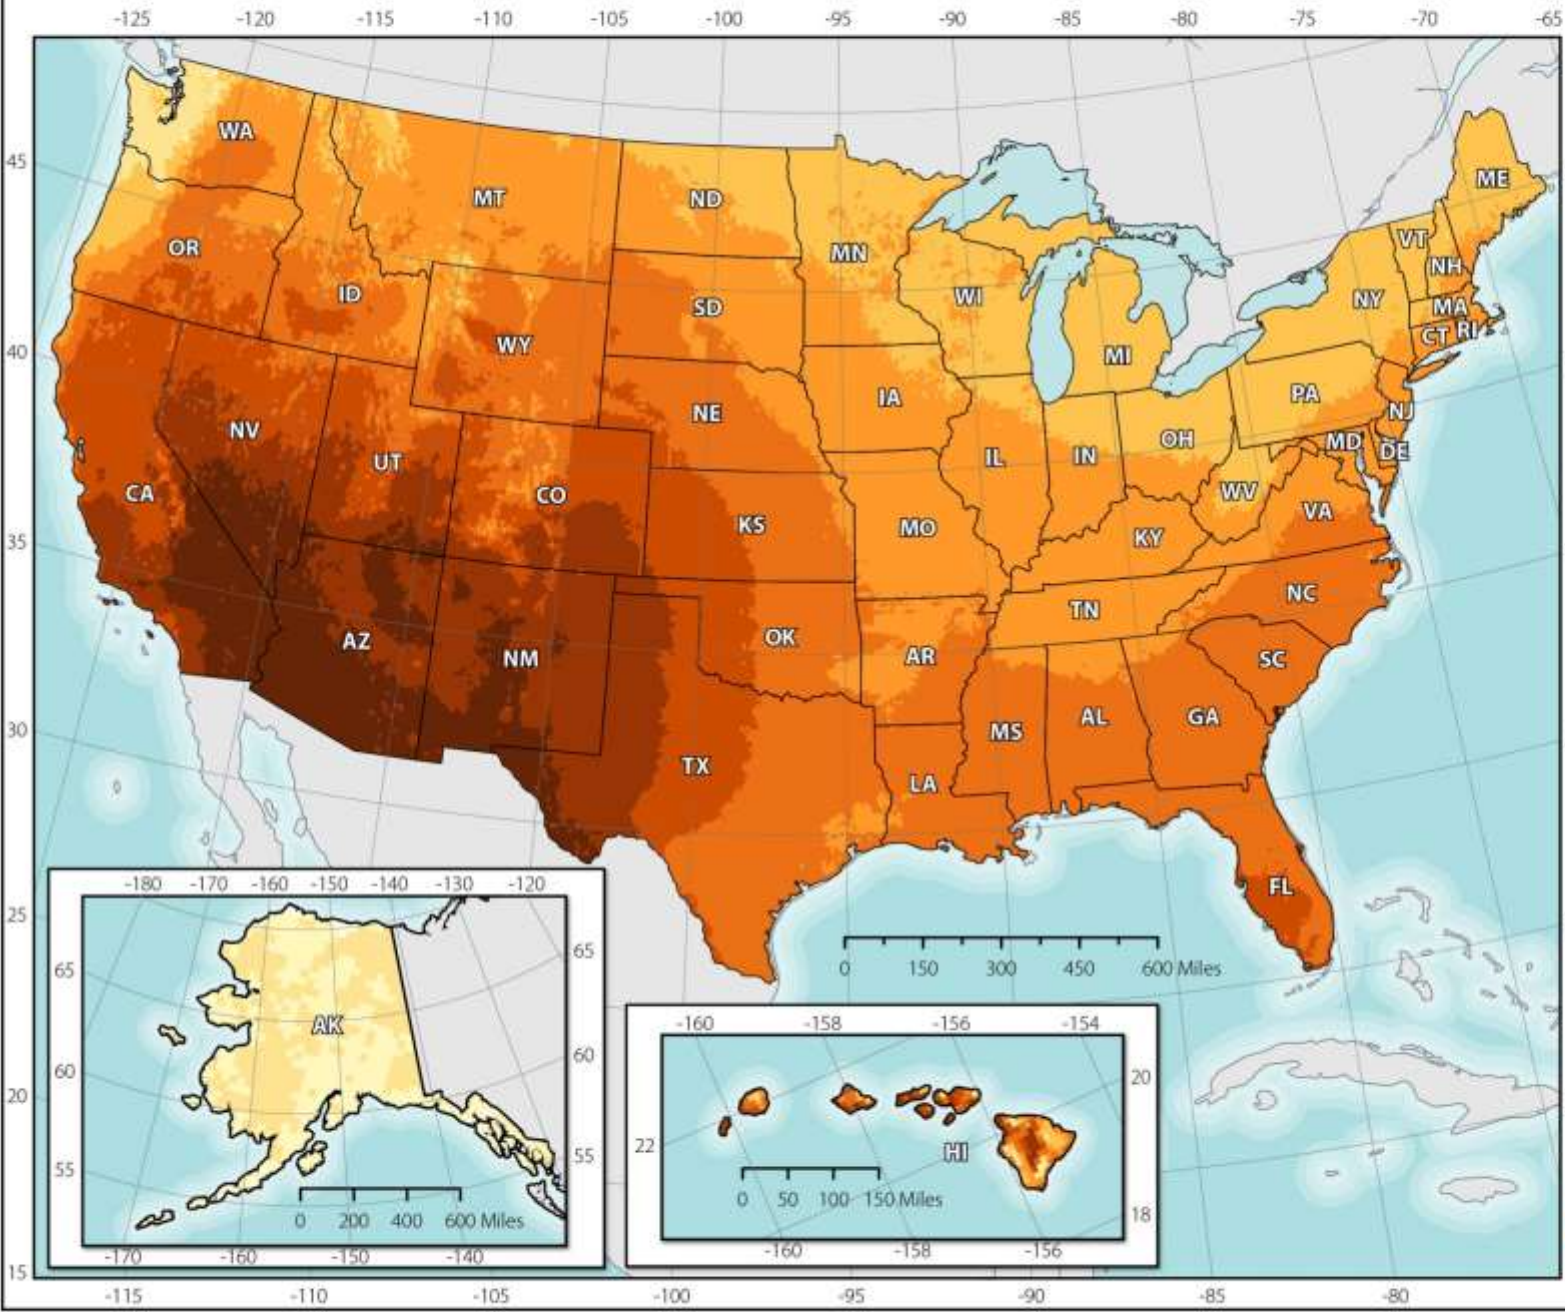 -125 -120 -115 -110 -105 -100 -95 -90 -85 -80 -75 -70 -65
WA
45
ME
MT
ND
VT
OR
MN
NH
ID
WI
NY
SD
MA
CT RI
WY
40
MI
PA
IA
NE
NJ
NV
OH
MD
DE
IL
IN
UT
WV
CA
CO
VA
KS
MO
KY
35
NC
TN
AZ
OK
NM
AR
SC
MS
AL
GA
30
TX
LA
FL
25
20
15
0 150 300 450 600 Miles
-180 -170 -160 -150 -140 -130 -120
65
65
AK
60
60
55
55
0 200 400 600 Miles
-170 -160 -150 -140
-160 -158 -156 -154
20
22
HI
0 50 100 150 Miles
18
-160 -158 -156
-115 -110 -105 -100 -95 -90 -85 -80